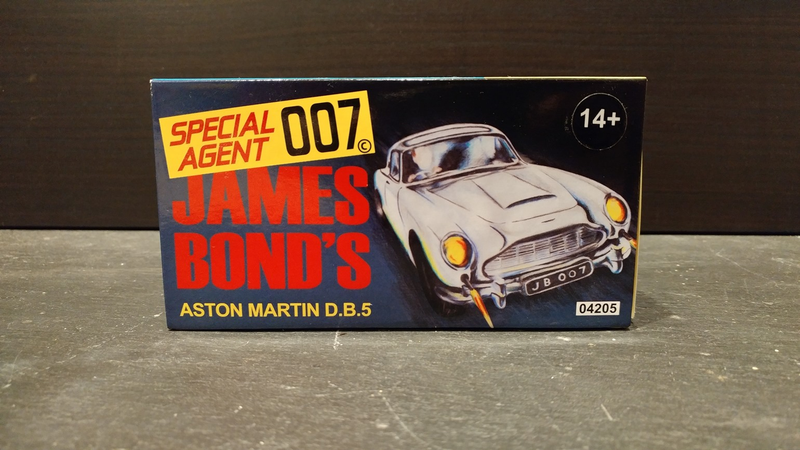 SPECIAL
AGENT 007©
JAMES
BOND'S
ASTON MARTIN D.B.5
14+
JB 007
04205